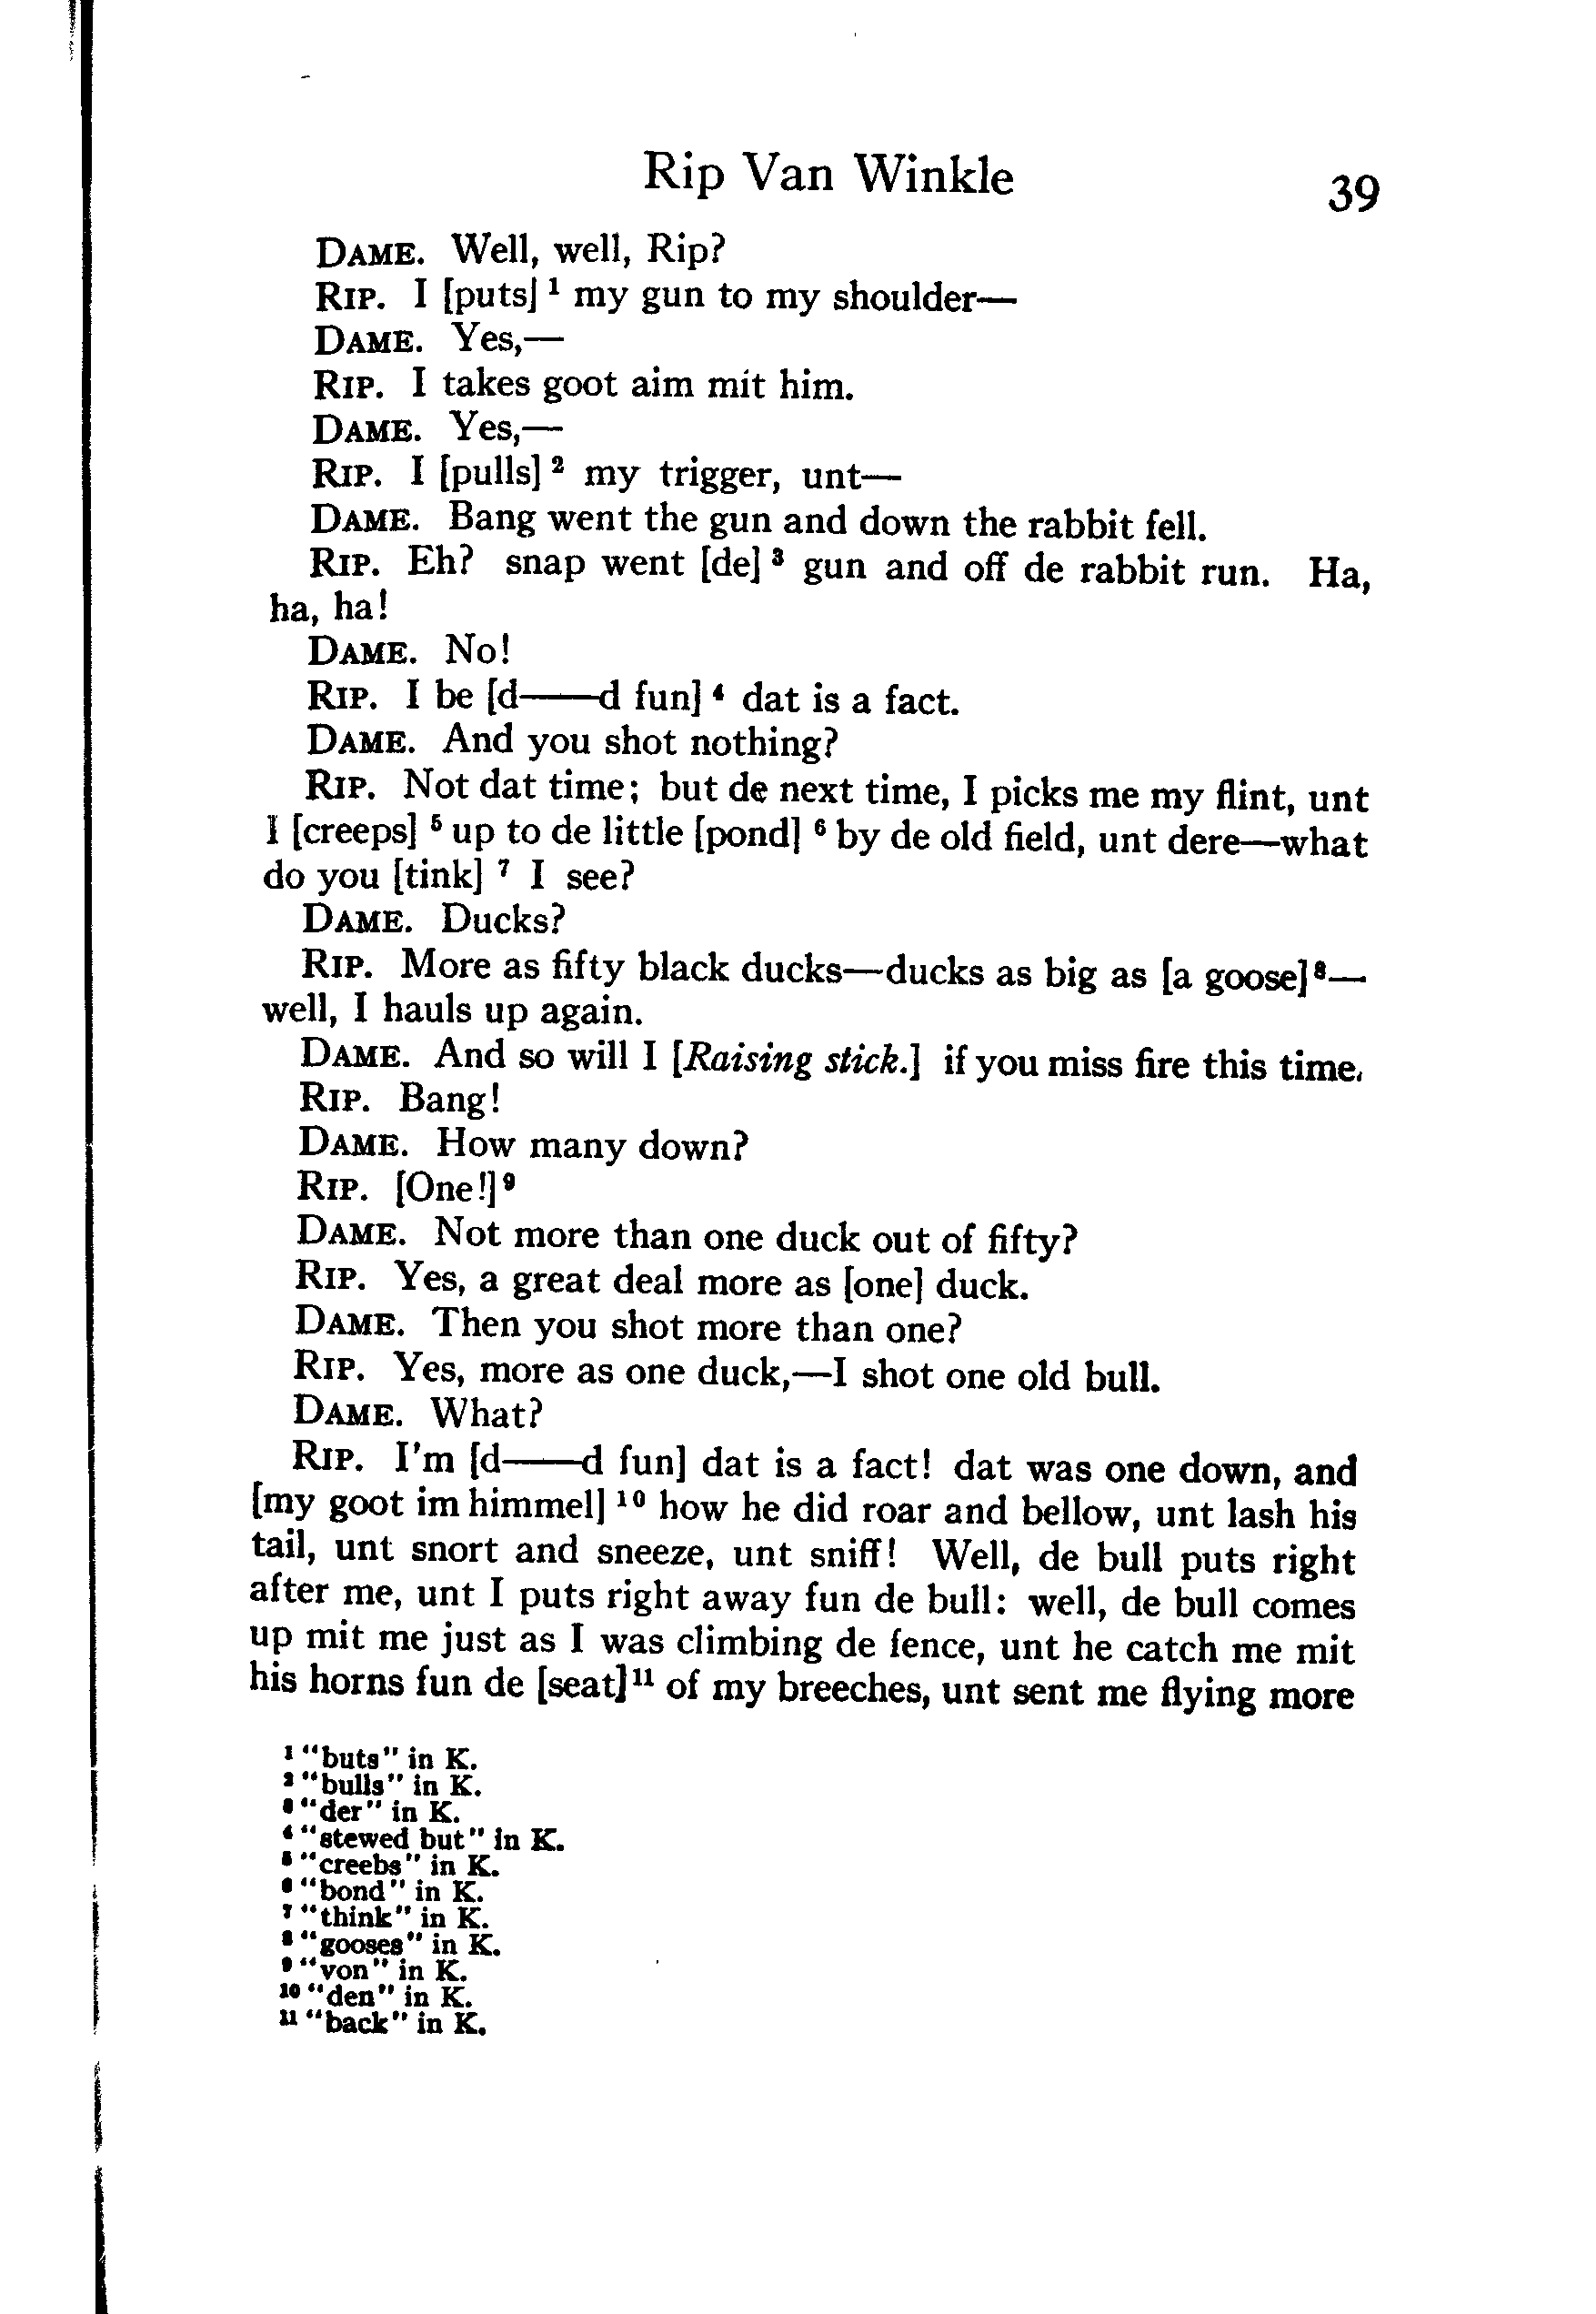 Rip Van Winkle
39
DAME. Well, well, Rip?
RIP. I [puts] ¹ my gun to my shoulder—
DAME. Yes,—
RIP. I takes goot aim mit him.
DAME. Yes,—
RIP. I [pulls] ² my trigger, unt—
DAME. Bang went the gun and down the rabbit fell.
RIP. Eh? snap went [de] ³ gun and off de rabbit run. Ha,
ha, ha!
DAME. No!
RIP. I be [d——d fun] ⁴ dat is a fact.
DAME. And you shot nothing?
RIP. Not dat time; but de next time, I picks me my flint, unt
I [creeps] ⁵ up to de little [pond] ⁶ by de old field, unt dere—what
do you [tink] ⁷ I see?
DAME. Ducks?
RIP. More as fifty black ducks—ducks as big as [a goose] ⁸—
well, I hauls up again.
DAME. And so will I [Raising stick.] if you miss fire this time.
RIP. Bang!
DAME. How many down?
RIP. [One!] ⁹
DAME. Not more than one duck out of fifty?
RIP. Yes, a great deal more as [one] duck.
DAME. Then you shot more than one?
RIP. Yes, more as one duck,—I shot one old bull.
DAME. What?
RIP. I'm [d——d fun] dat is a fact! dat was one down, and
[my goot im himmel] ¹⁰ how he did roar and bellow, unt lash his
tail, unt snort and sneeze, unt sniff! Well, de bull puts right
after me, unt I puts right away fun de bull: well, de bull comes
up mit me just as I was climbing de fence, unt he catch me mit
his horns fun de [seat] ¹¹ of my breeches, unt sent me flying more
¹ "buts" in K.
² "bulls" in K.
³ "der" in K.
⁴ "stewed but" in K.
⁵ "creebs" in K.
⁶ "bond" in K.
⁷ "think" in K.
⁸ "gooses" in K.
⁹ "von" in K.
¹⁰ "den" in K.
¹¹ "back" in K.